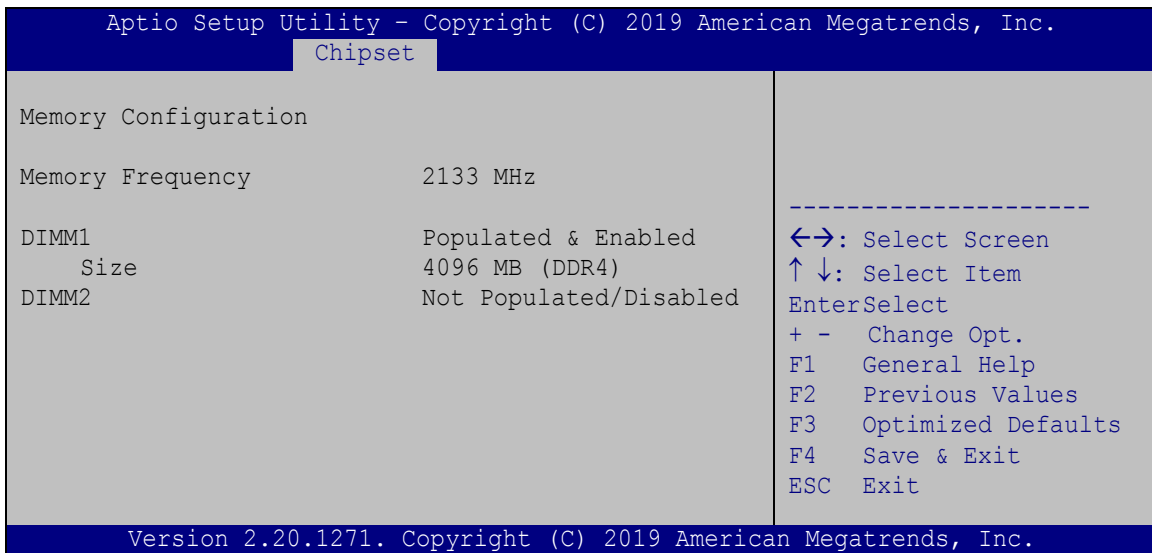 Aptio Setup Utility – Copyright (C) 2019 American Megatrends, Inc.
Chipset
Memory Configuration
Memory Frequency 2133 MHz
DIMM1 Populated & Enabled
Size 4096 MB (DDR4)
DIMM2 Not Populated/Disabled
---------------------
←→: Select Screen
↑ ↓: Select Item
EnterSelect
+ - Change Opt.
F1 General Help
F2 Previous Values
F3 Optimized Defaults
F4 Save & Exit
ESC Exit
Version 2.20.1271. Copyright (C) 2019 American Megatrends, Inc.